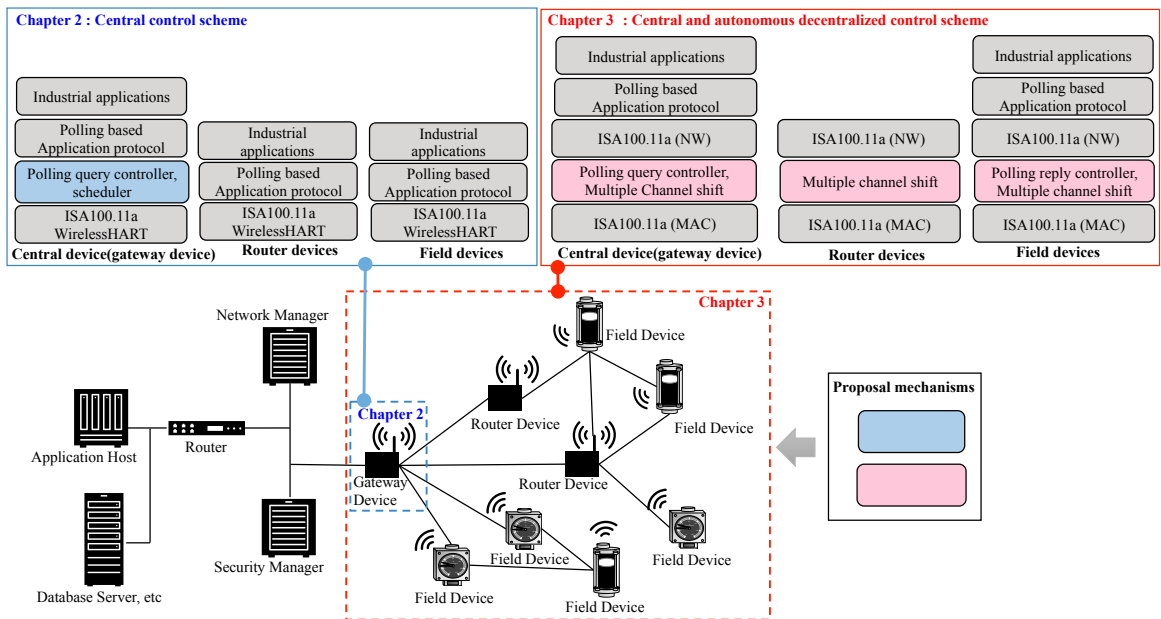 Chapter 2 : Central control scheme
Industrial applications
Polling based
Application protocol
Polling query controller,
scheduler
ISA100.11a
WirelessHART
Central device(gateway device)
Industrial
applications
Polling based
Application protocol
ISA100.11a
WirelessHART
Router devices
Industrial
applications
Polling based
Application protocol
ISA100.11a
WirelessHART
Field devices
Chapter 3 : Central and autonomous decentralized control scheme
Industrial applications
Polling based
Application protocol
ISA100.11a (NW)
Polling query controller,
Multiple Channel shift
ISA100.11a (MAC)
Central device(gateway device)
ISA100.11a (NW)
Multiple channel shift
ISA100.11a (MAC)
Router devices
Industrial applications
Polling based
Application protocol
ISA100.11a (NW)
Polling reply controller,
Multiple channel shift
ISA100.11a (MAC)
Field devices
Network Manager
Application Host
Router
Database Server, etc
Security Manager
Chapter 3
Chapter 2
Gateway
Device
Field Device
Router Device
Field Device
Router Device
Field Device
Field Device
Field Device
Field Device
Proposal mechanisms